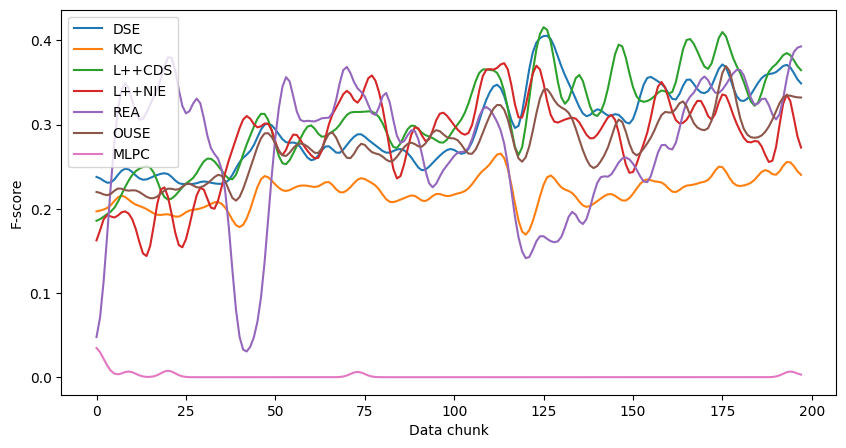 DSE
KMC
L++CDS
L++NIE
REA
OUSE
MLPC
F-score
0.4
0.3
0.2
0.1
0.0
0 25 50 75 100 125 150 175 200
Data chunk